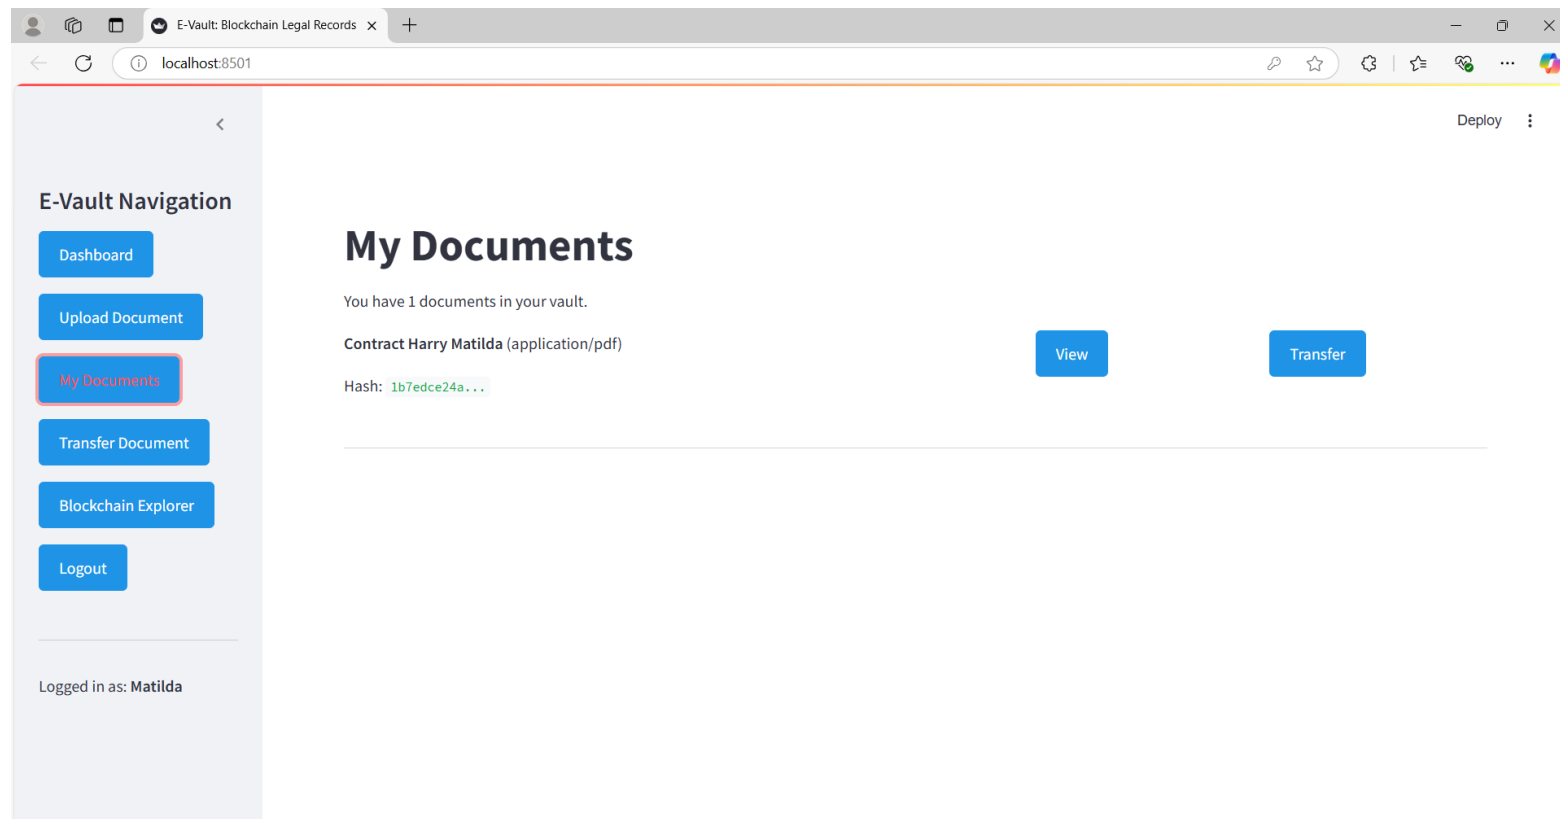 E-Vault: Blockchain Legal Records
localhost:8501
Deploy
E-Vault Navigation
Dashboard
Upload Document
My Documents
Transfer Document
Blockchain Explorer
Logout
Logged in as: Matilda
My Documents
You have 1 documents in your vault.
Contract Harry Matilda (application/pdf)
Hash: 1b7edce24a...
View
Transfer